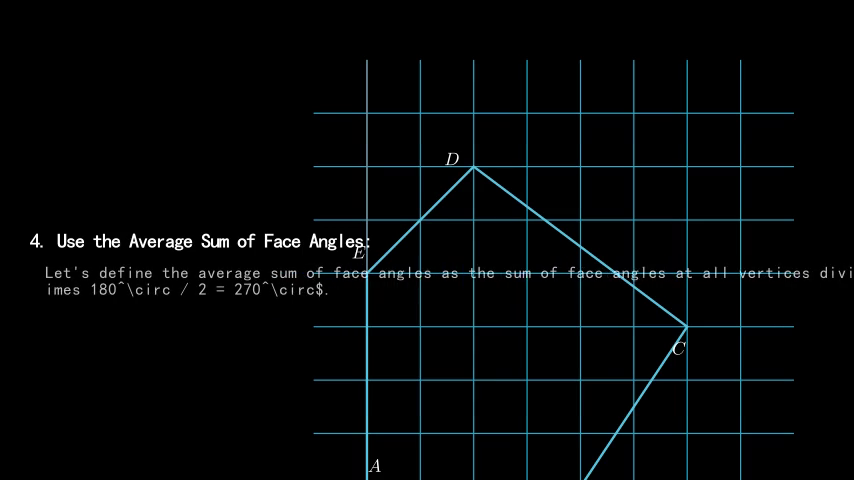 D
4. Use the Average Sum of Face Angles:
E
Let's define the average sum of face angles as the sum of face angles at all vertices divi
imes 180^\circ / 2 = 270^\circ$.
C
A